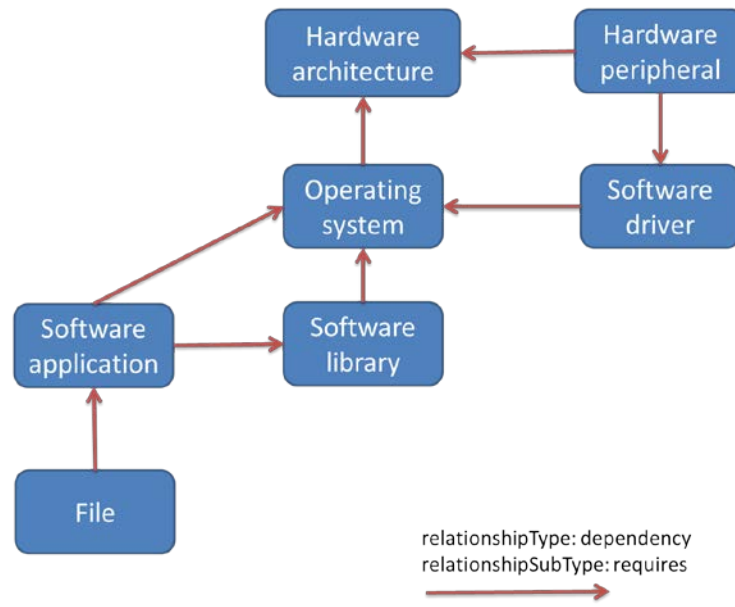 Hardware
architecture
Hardware
peripheral
Operating
system
Software
driver
Software
application
Software
library
File
relationshipType: dependency
relationshipSubType: requires